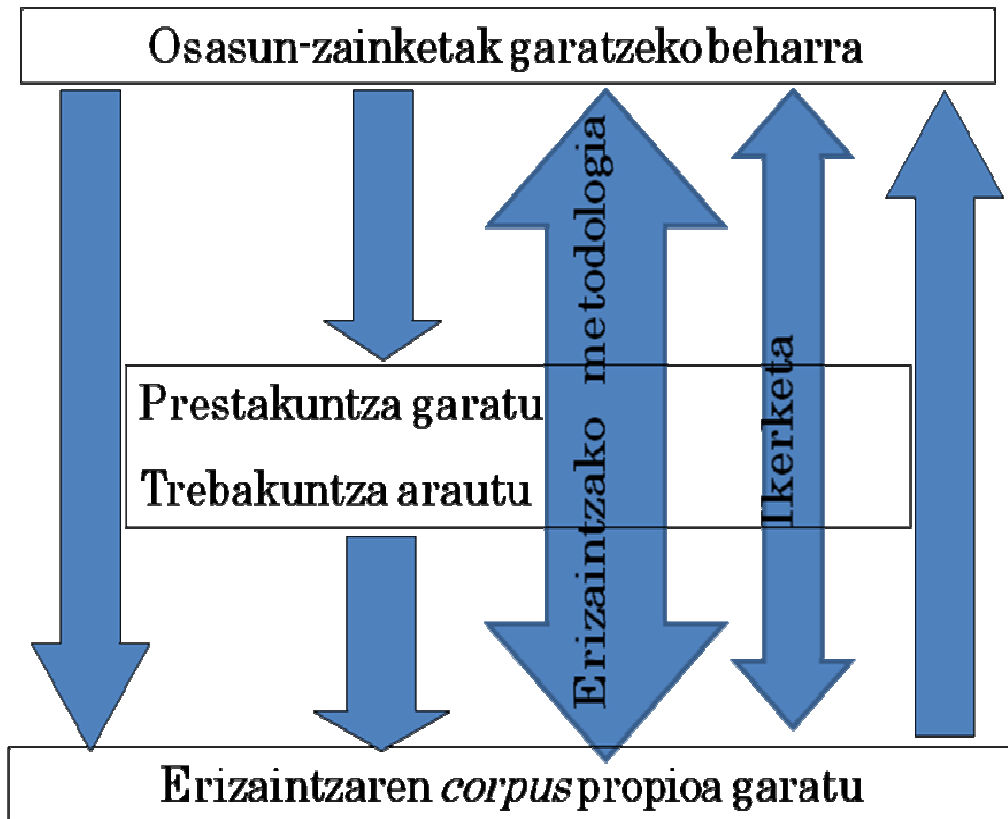 Osasun-zainketak garatzeko beharra
Erizaintzako metodologia
Ikerketa
Prestakuntza garatu
Trebakuntza arautu
Erizaintzaren corpus propioa garatu